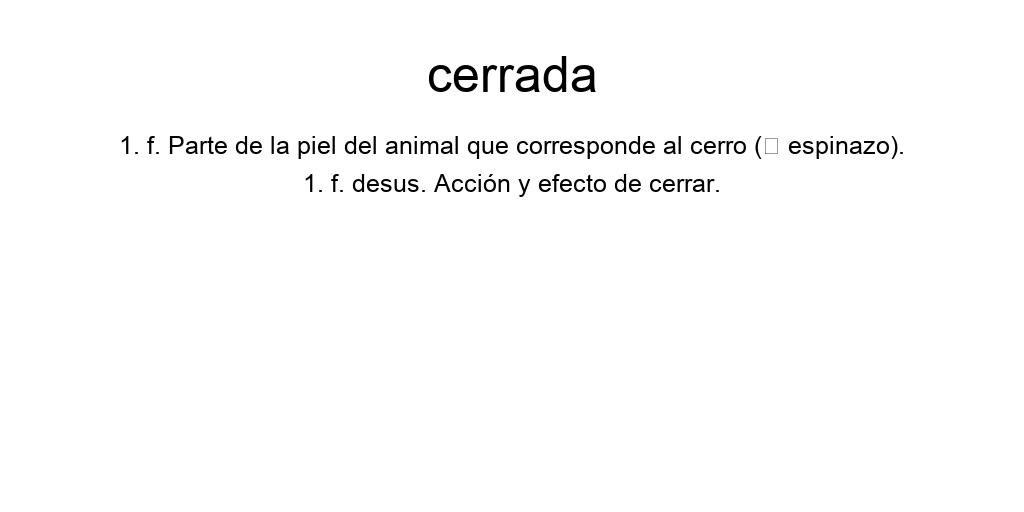 cerrada
1. f. Parte de la piel del animal que corresponde al cerro (□ espinazo).
1. f. desus. Acción y efecto de cerrar.